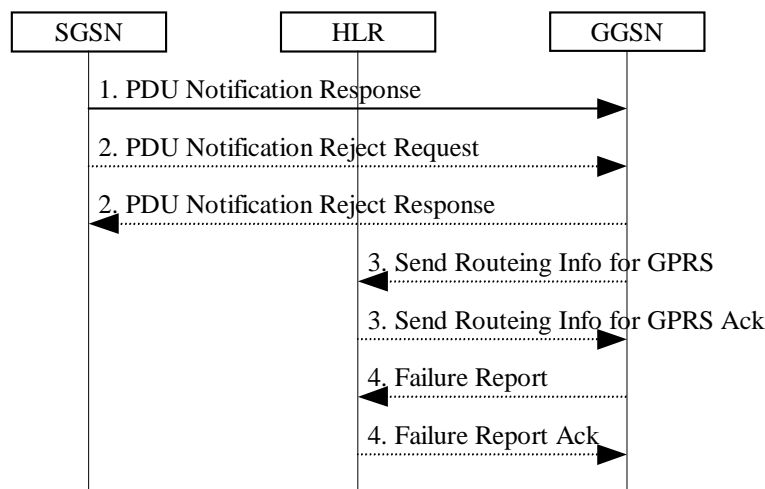 SGSN
HLR
GGSN
1. PDU Notification Response
2. PDU Notification Reject Request
2. PDU Notification Reject Response
3. Send Routeing Info for GPRS
3. Send Routeing Info for GPRS Ack
4. Failure Report
4. Failure Report Ack